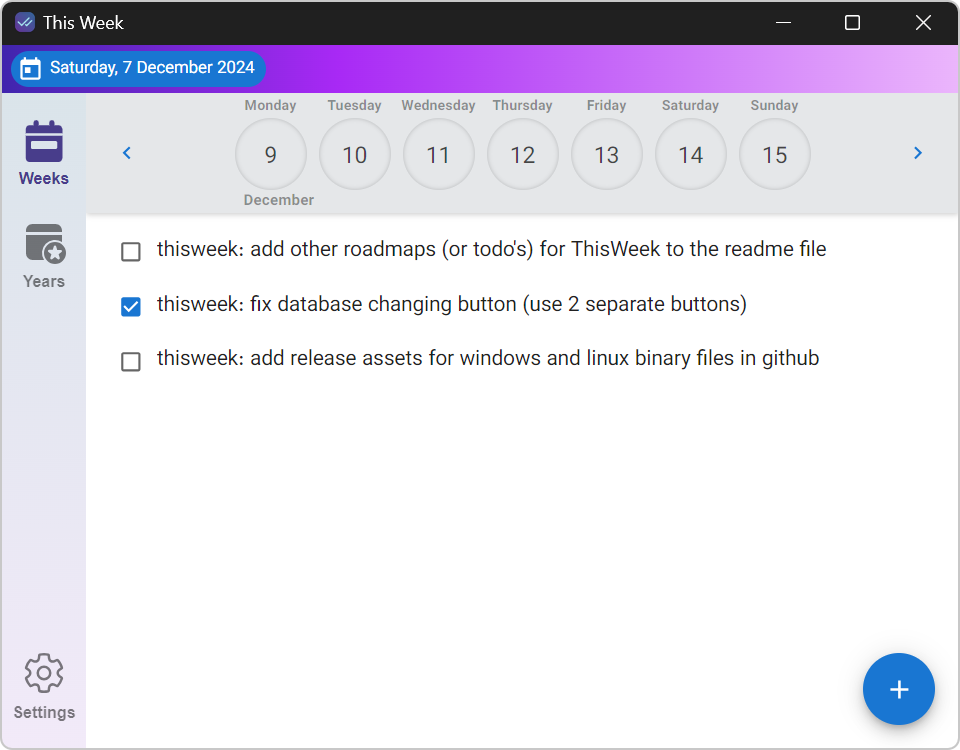 This Week
Saturday, 7 December 2024
Monday Tuesday Wednesday Thursday Friday Saturday Sunday
9 10 11 12 13 14 15
December
Weeks
Years
thisweek: add other roadmaps (or todo's) for ThisWeek to the readme file
thisweek: fix database changing button (use 2 separate buttons)
thisweek: add release assets for windows and linux binary files in github
Settings